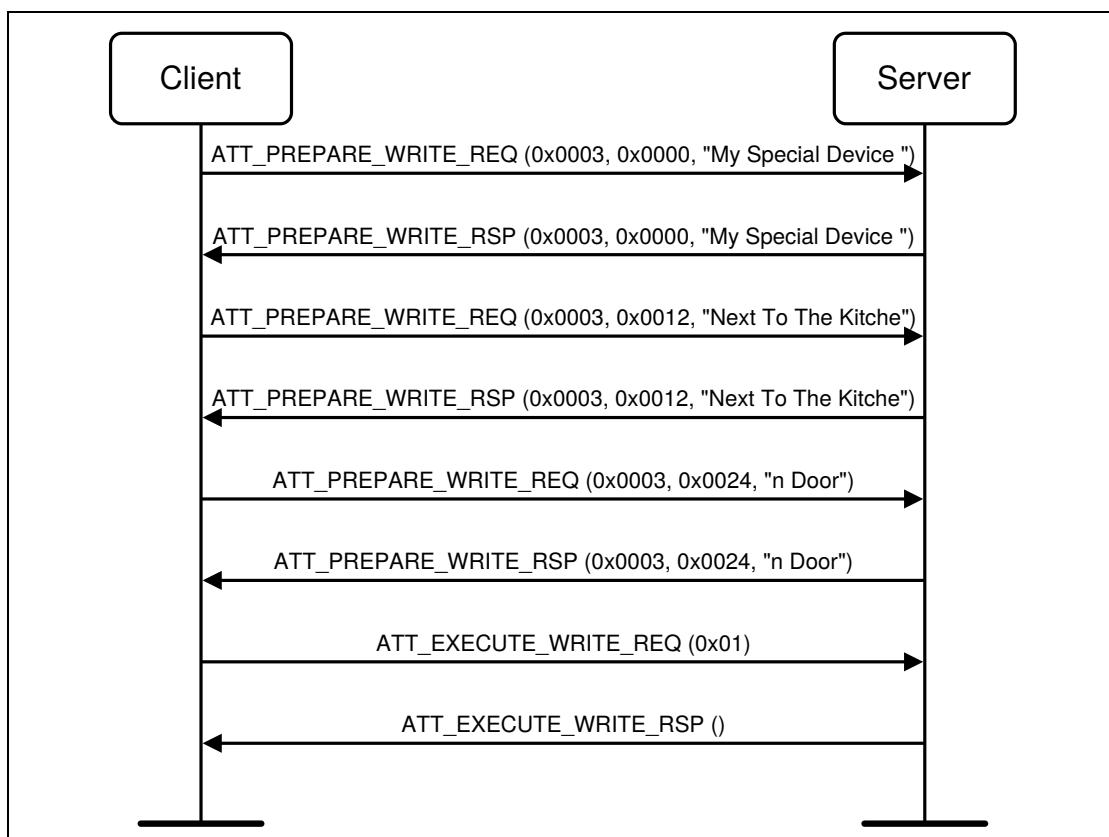 Client
Server
ATT_PREPARE_WRITE_REQ (0x0003, 0x0000, "My Special Device ")
ATT_PREPARE_WRITE_RSP (0x0003, 0x0000, "My Special Device ")
ATT_PREPARE_WRITE_REQ (0x0003, 0x0012, "Next To The Kitche")
ATT_PREPARE_WRITE_RSP (0x0003, 0x0012, "Next To The Kitche")
ATT_PREPARE_WRITE_REQ (0x0003, 0x0024, "n Door")
ATT_PREPARE_WRITE_RSP (0x0003, 0x0024, "n Door")
ATT_EXECUTE_WRITE_REQ (0x01)
ATT_EXECUTE_WRITE_RSP ()